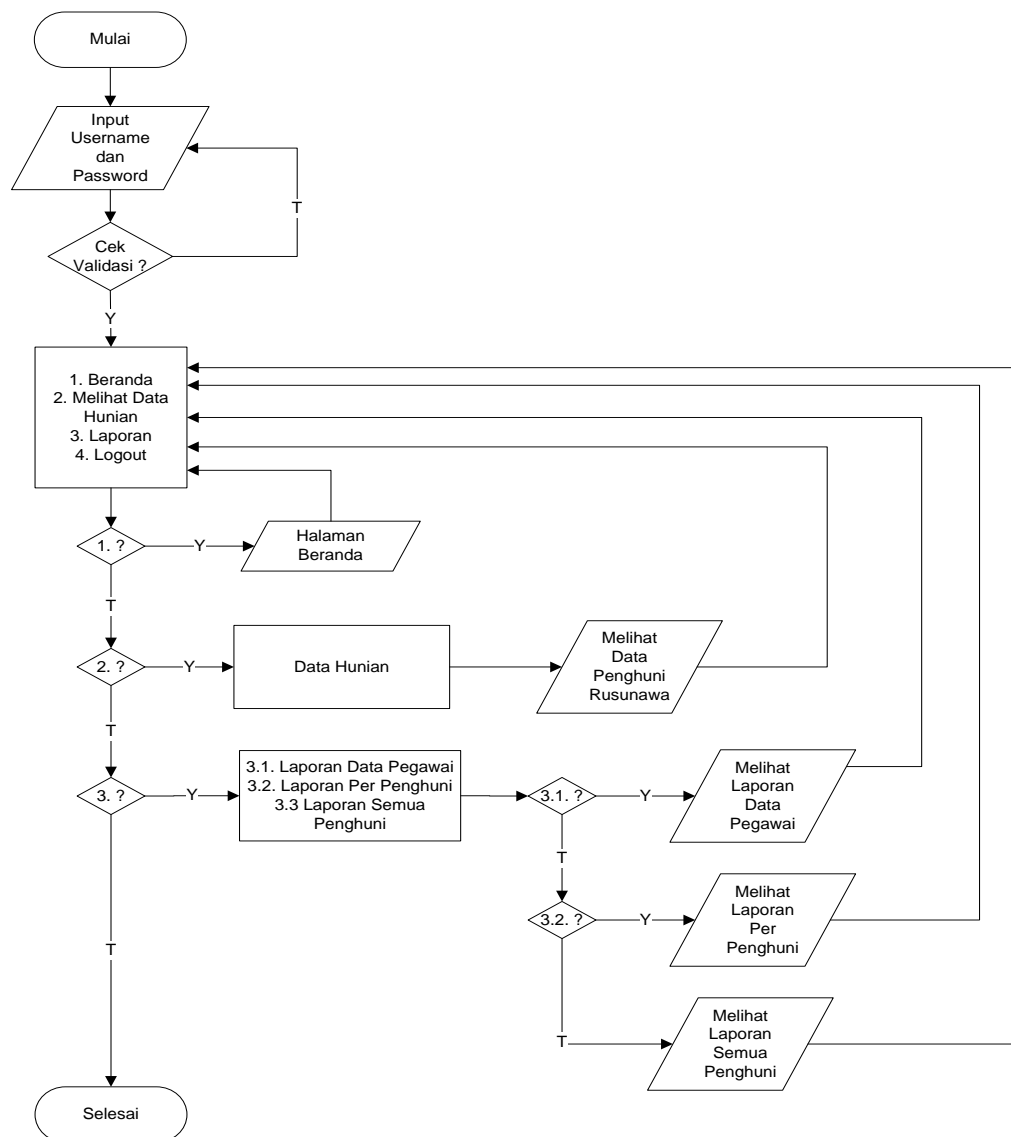 Mulai
Input
Username
dan
Password
T
Cek
Validasi ?
Y
1. Beranda
2. Melihat Data
Hunian
3. Laporan
4. Logout
1. ?
Y
Halaman
Beranda
T
2. ?
Y
Data Hunian
Melihat
Data
Penghuni
Rusunawa
T
3. ?
Y
3.1. Laporan Data Pegawai
3.2. Laporan Per Penghuni
3.3 Laporan Semua
Penghuni
3.1. ?
Y
Melihat
Laporan
Data
Pegawai
T
3.2. ?
Y
Melihat
Laporan
Per
Penghuni
T
T
Melihat
Laporan
Semua
Penghuni
Selesai